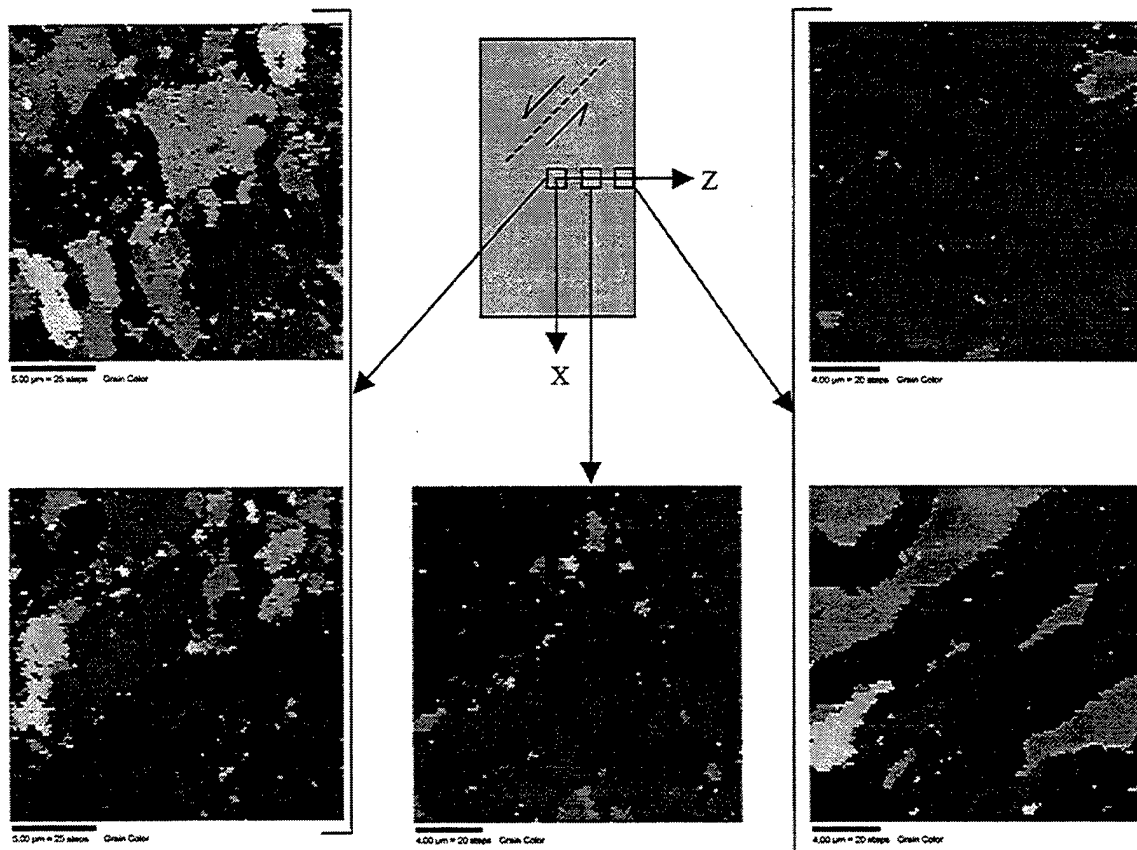 Z
X
5.00 µm = 25 steps Grain Color
4.00 µm = 20 steps Grain Color
5.00 µm = 25 steps Grain Color
4.00 µm = 20 steps Grain Color
4.00 µm = 20 steps Grain Color